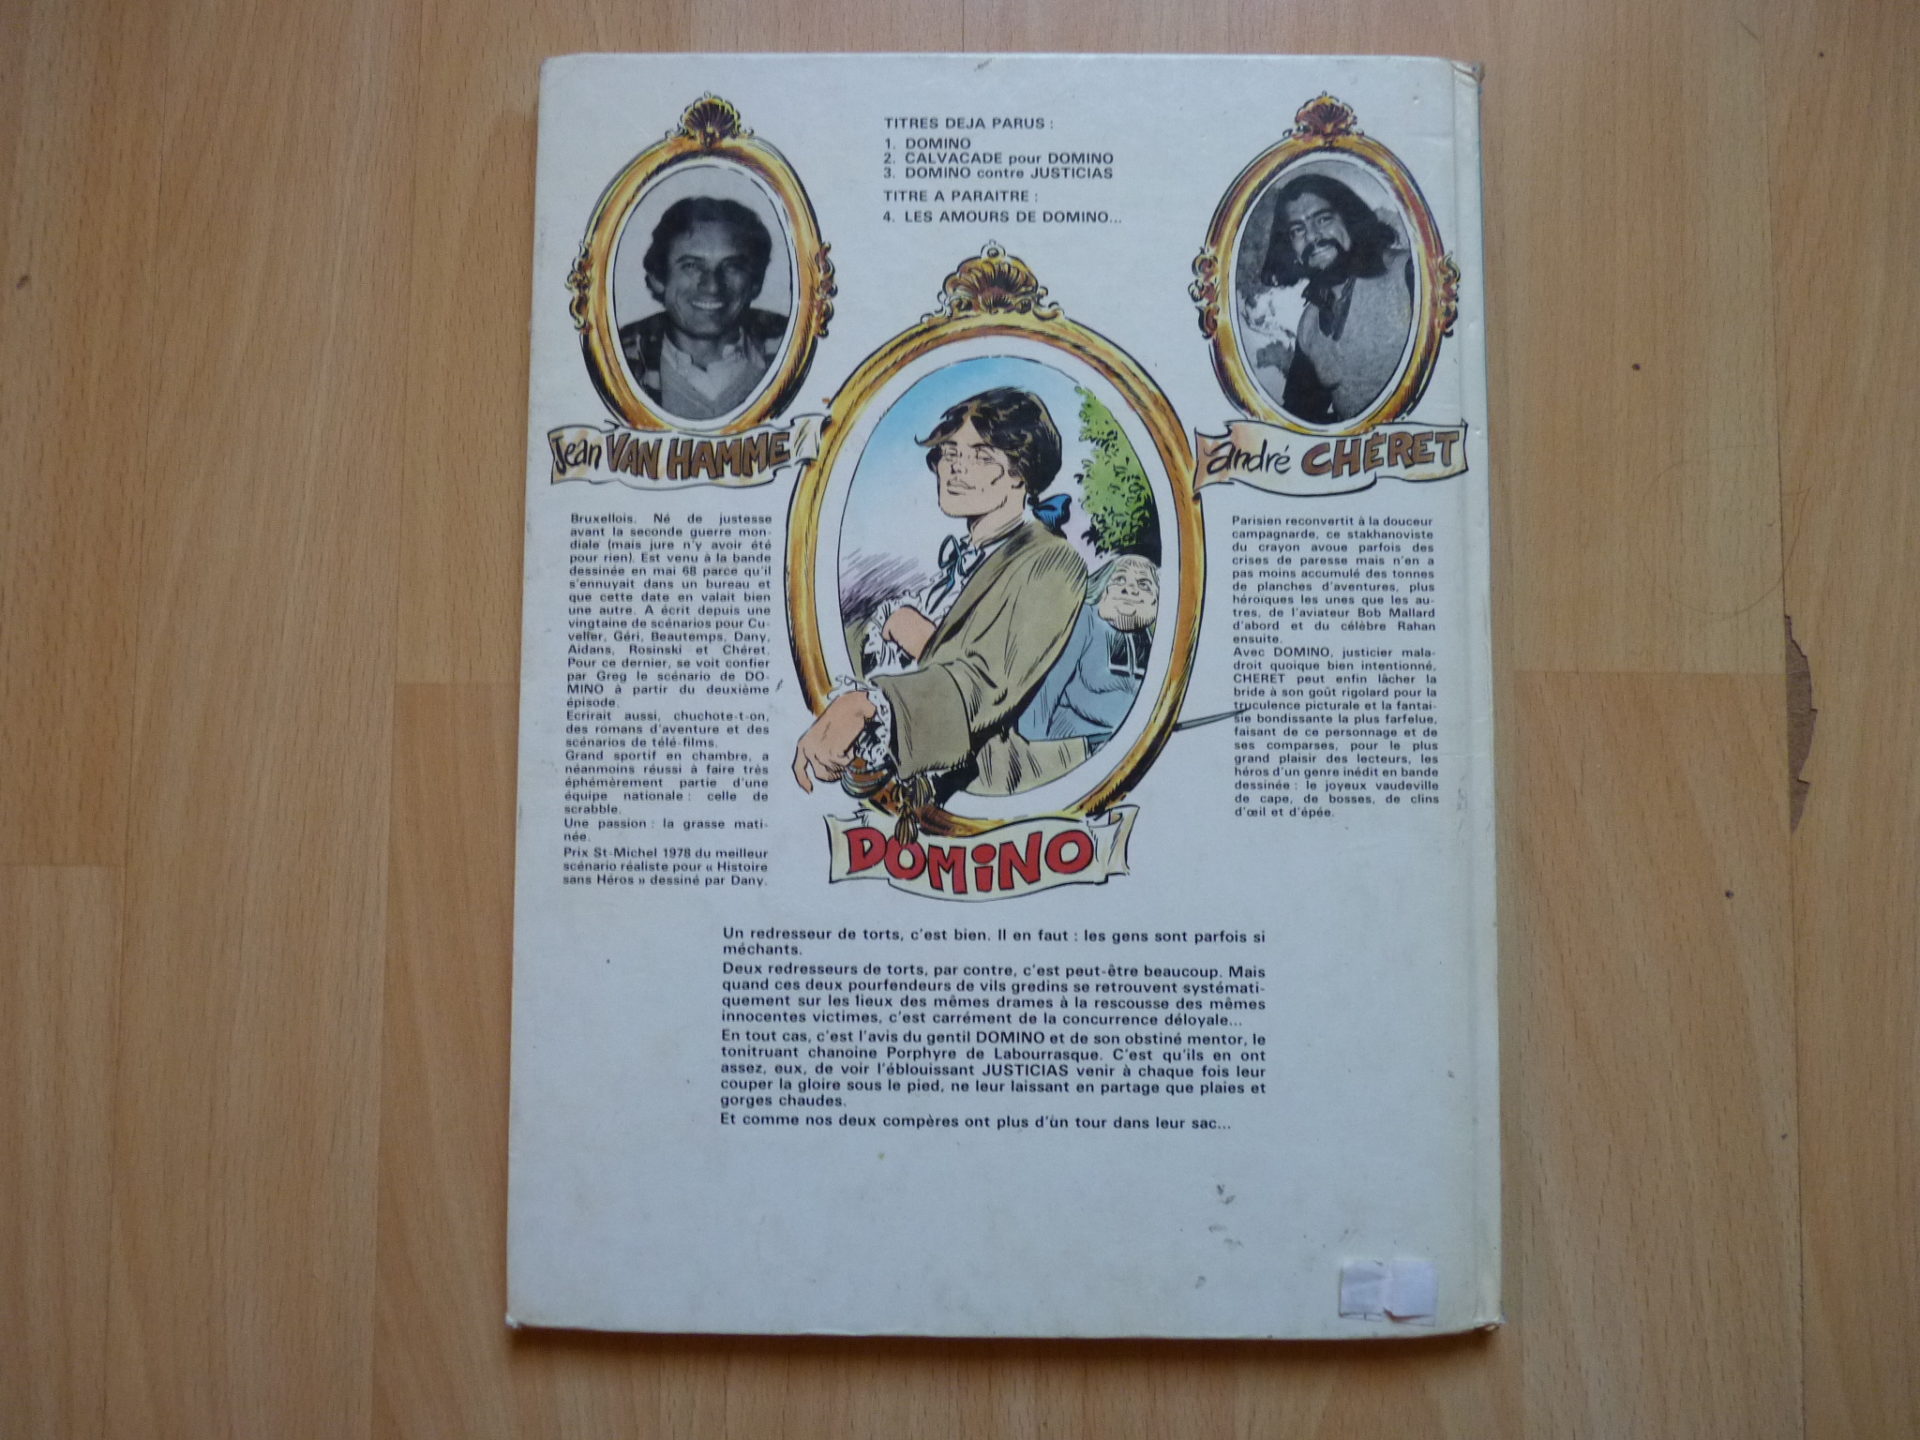 TITRES DEJA PARUS :
1. DOMINO
2. CALVACADE pour DOMINO
3. DOMINO contre JUSTICIAS
TITRE A PARAITRE :
4. LES AMOURS DE DOMINO...
Jean VAN HAMME
Bruxellois. Né de justesse
avant la seconde guerre mon-
diale (mais jure n'y avoir été
pour rien). Est venu à la bande
dessinée en mai 68 parce qu'il
s'ennuyait dans un bureau et
que cette date en valait bien
une autre. A écrit depuis une
vingtaine de scénarios pour Cu-
velier, Géri, Beautemps, Dany,
Aidans, Rosinski et Chéret.
Pour ce dernier, se voit confier
par Greg le scénario de DO-
MINO à partir du deuxième
épisode.
Ecrirait aussi, chuchote-t-on,
des romans d'aventure et des
scénarios de télé-films.
Grand sportif en chambre, a
néanmoins réussi à faire très
éphémèrement partie d'une
équipe nationale : celle de
scrabble.
Une passion : la grasse mati-
née.
Prix St-Michel 1978 du meilleur
scénario réaliste pour « Histoire
sans Héros » dessiné par Dany.
andré CHÉRET
Parisien reconvertit à la douceur
campagnarde, ce stakhanoviste
du crayon avoue parfois des
crises de paresse mais n'en a
pas moins accumulé des tonnes
de planches d'aventures, plus
héroïques les unes que les au-
tres, de l'aviateur Bob Mallard
d'abord et du célèbre Rahan
ensuite.
Avec DOMINO, justicier mala-
droit quoique bien intentionné,
CHERET peut enfin lâcher la
bride à son goût rigolard pour la
truculence picturale et la fantai-
sie bondissante la plus farfelue,
faisant de ce personnage et de
ses comparses, pour le plus
grand plaisir des lecteurs, les
héros d'un genre inédit en bande
dessinée : le joyeux vaudeville
de cape, de bosses, de clins
d'œil et d'épée.
DOMINO
Un redresseur de torts, c'est bien. Il en faut : les gens sont parfois si
méchants.
Deux redresseurs de torts, par contre, c'est peut-être beaucoup. Mais
quand ces deux pourfendeurs de vils gredins se retrouvent systémati-
quement sur les lieux des mêmes drames à la rescousse des mêmes
innocentes victimes, c'est carrément de la concurrence déloyale...
En tout cas, c'est l'avis du gentil DOMINO et de son obstiné mentor, le
tonitruant chanoine Porphyre de Labourrasque. C'est qu'ils en ont
assez, eux, de voir l'éblouissant JUSTICIAS venir à chaque fois leur
couper la gloire sous le pied, ne leur laissant en partage que plaies et
gorges chaudes.
Et comme nos deux compères ont plus d'un tour dans leur sac...